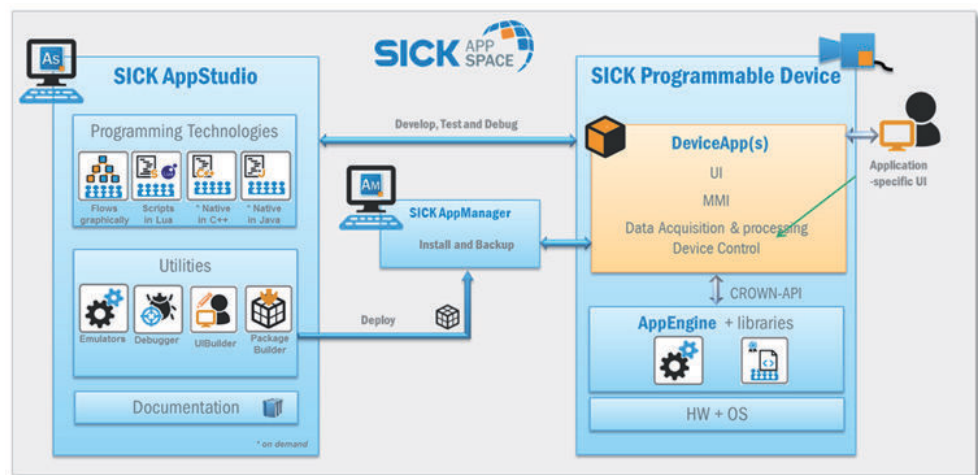 SICK APP
SPACE
As
SICK AppStudio
Programming Technologies
Flows
graphically
Scripts
in Lua
* Native
in C++
* Native
in Java
Utilities
Emulators
Debugger
UIBuilder
Package
Builder
Documentation
* on demand
Develop, Test and Debug
AM
SICK AppManager
Install and Backup
Deploy
SICK Programmable Device
DeviceApp(s)
UI
MMI
Data Acquisition & processing
Device Control
Application
-specific UI
CROWN-API
AppEngine + libraries
HW + OS